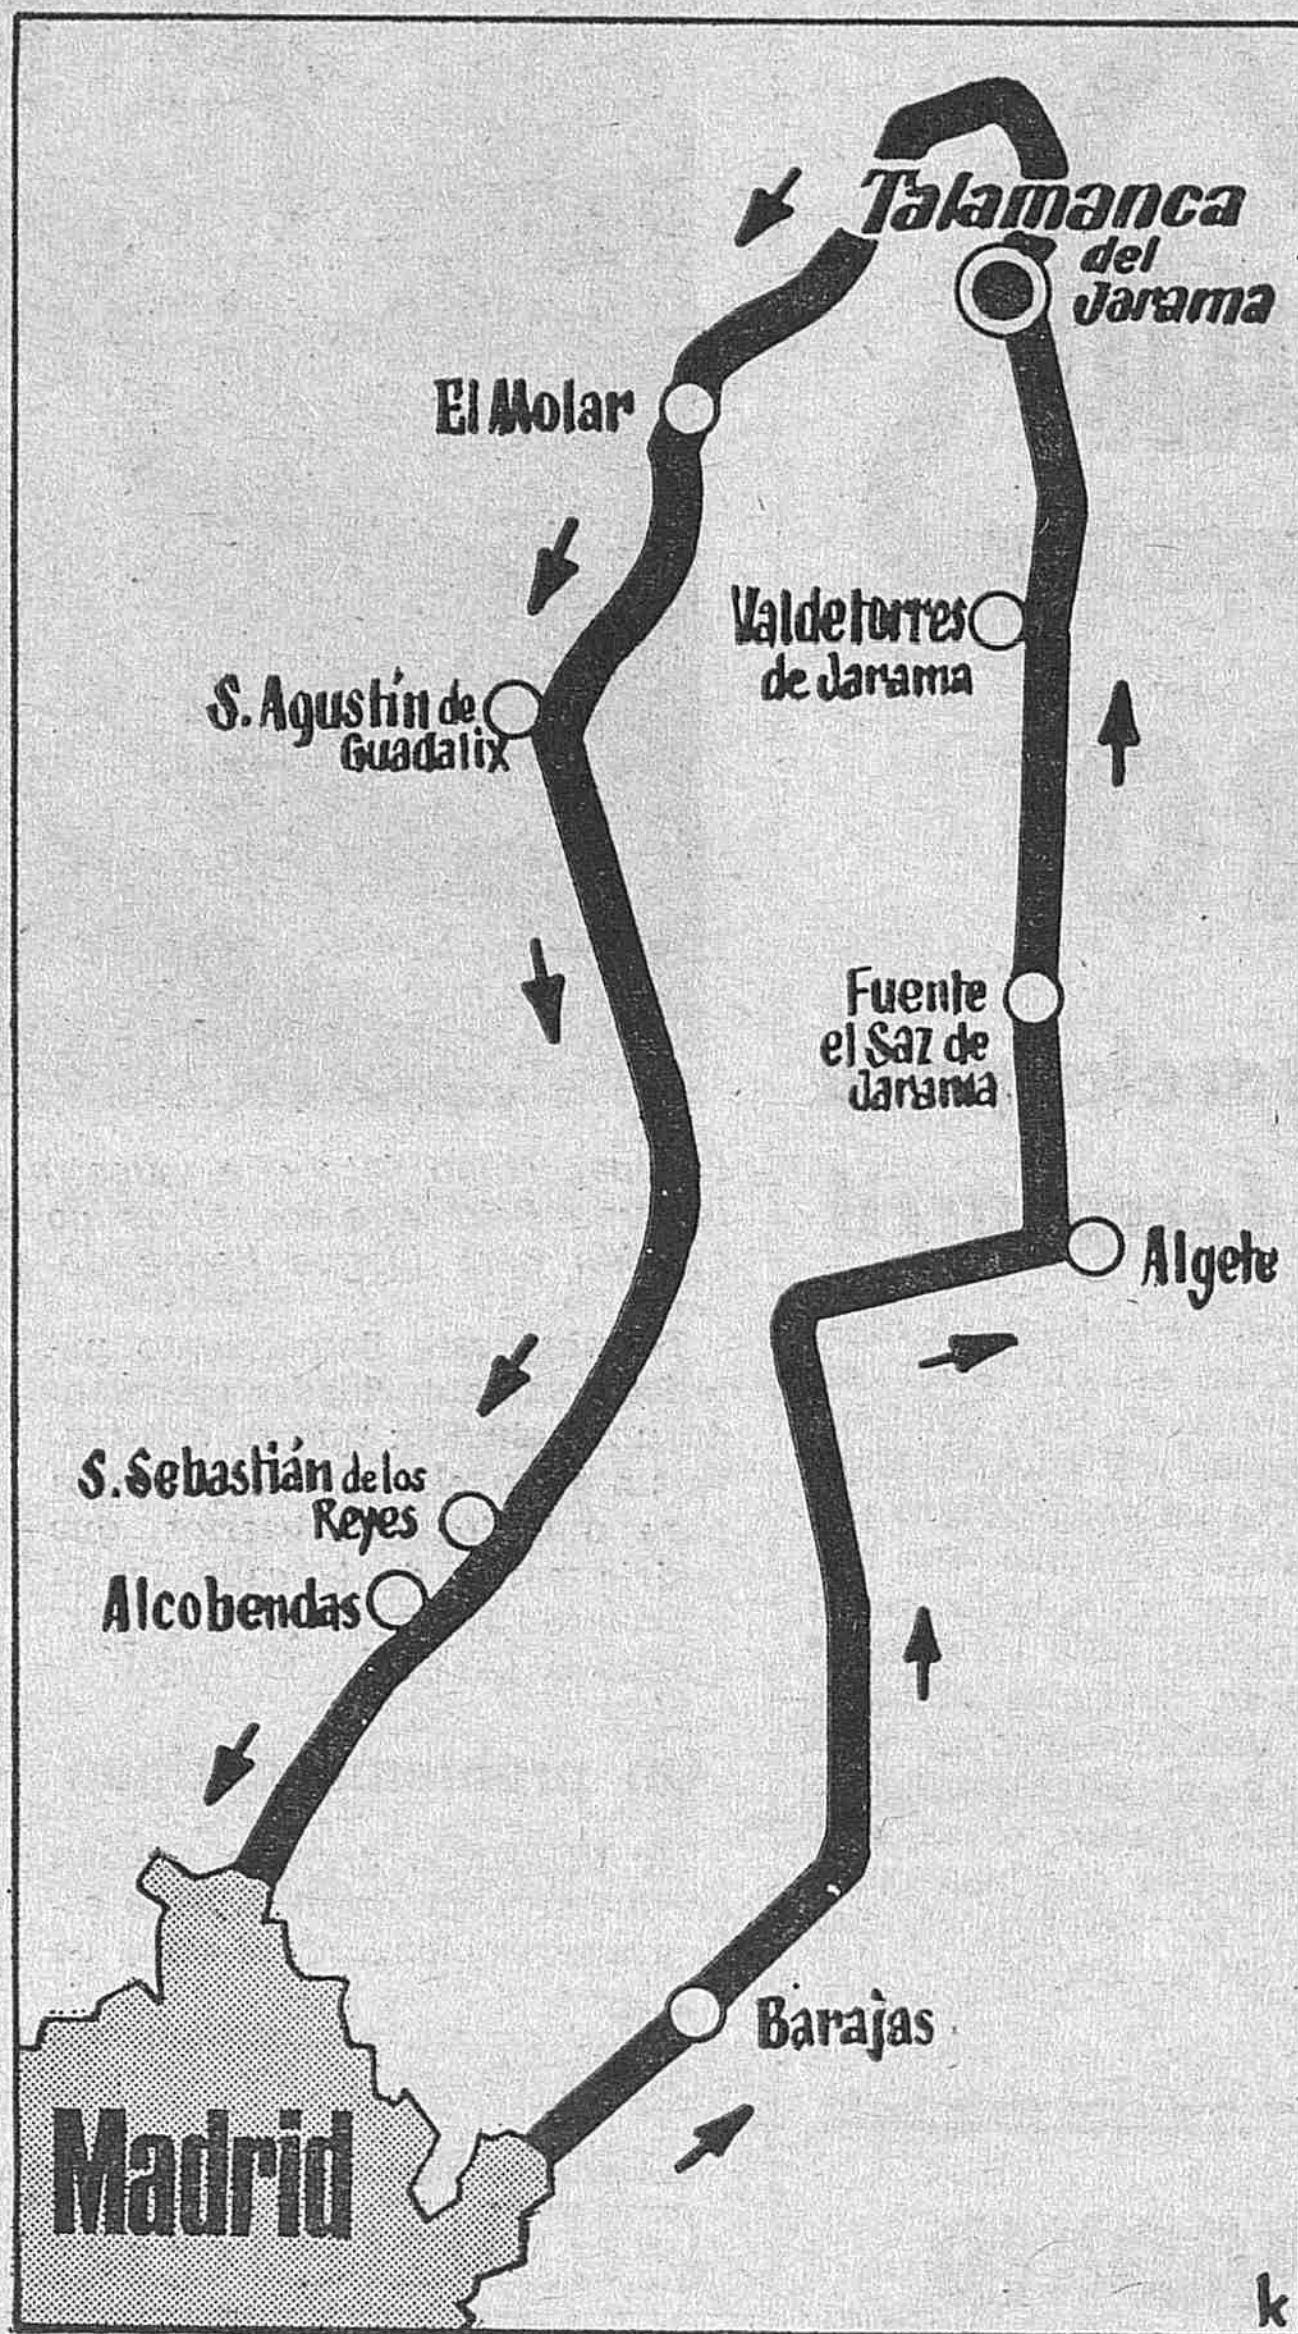 Talamanca
del
Jarama
El Molar
Valdetorres
de Jarama
S. Agustín de
Guadalix
Fuente
el Saz de
Jarama
Algete
S. Sebastián de los
Reyes
Alcobendas
Barajas
Madrid
k